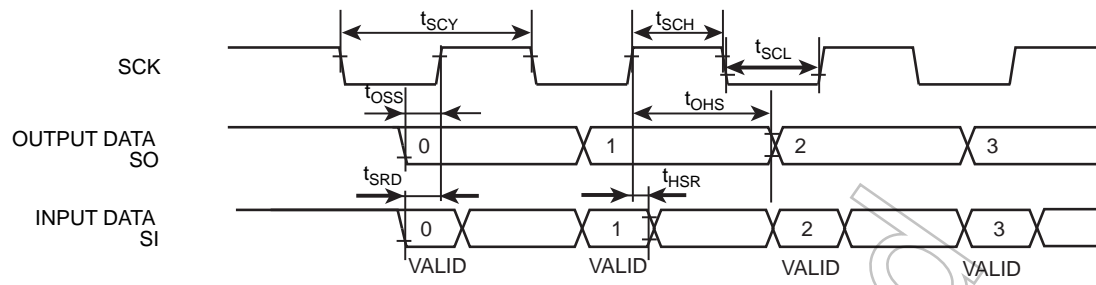 tSCY
tSCH
tSCL
SCK
tOSS
tOHS
OUTPUT DATA
SO
0 1 2 3
tSRD
tHSR
INPUT DATA
SI
0 1 2 3
VALID VALID VALID VALID